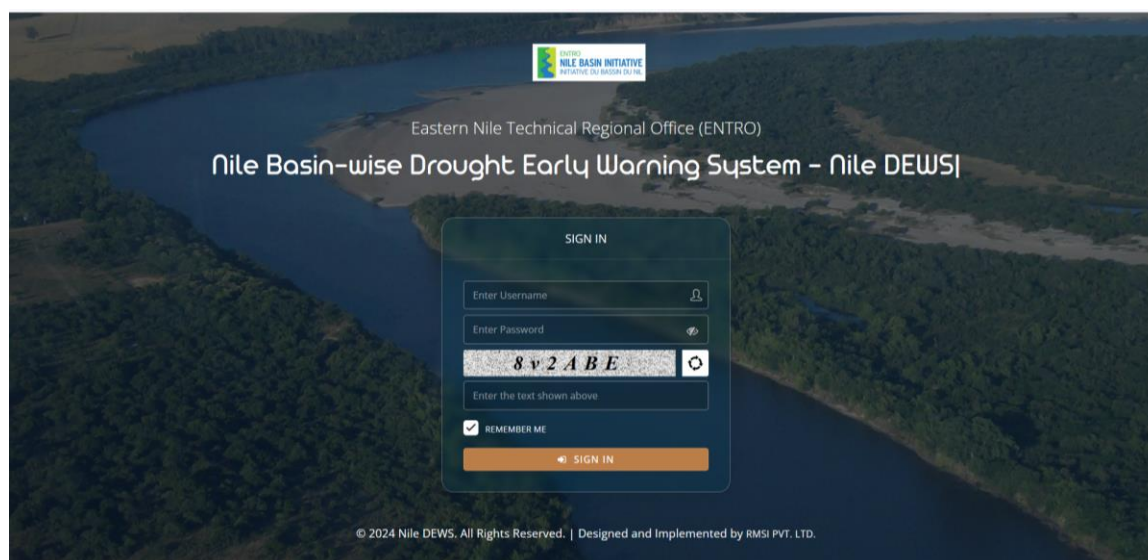 ENTRO
NILE BASIN INITIATIVE
INITIATIVE DU BASSIN DU NIL
Eastern Nile Technical Regional Office (ENTRO)
Nile Basin-wise Drought Early Warning System - Nile DEWS|
SIGN IN
Enter Username
Enter Password
8 v 2 A B E
Enter the text shown above
REMEMBER ME
SIGN IN
© 2024 Nile DEWS. All Rights Reserved. | Designed and Implemented by RMSI PVT. LTD.